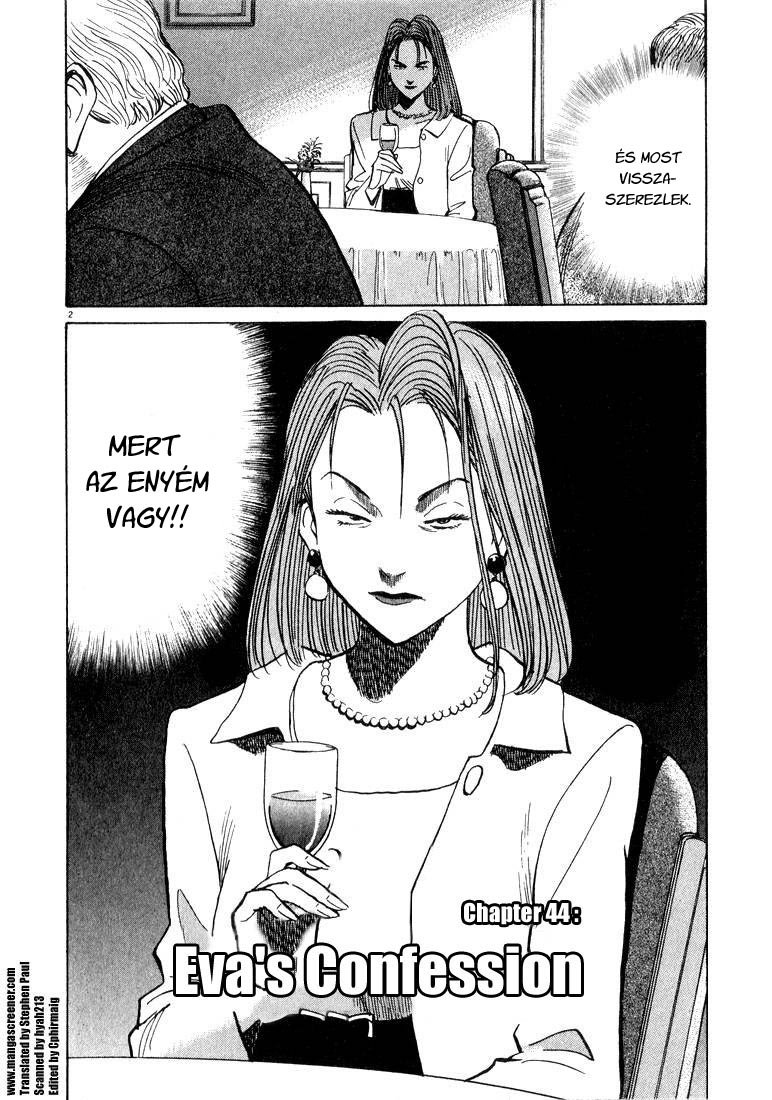 ÉS MOST
VISSZA-
SZEREZLEK.
2
MERT
AZ ENYÉM
VAGY!!
Chapter 44:
Eva's Confession
www.mangascreener.com
Translated by Stephen Paul
Scanned by hyah213
Edited by Cphirmaig